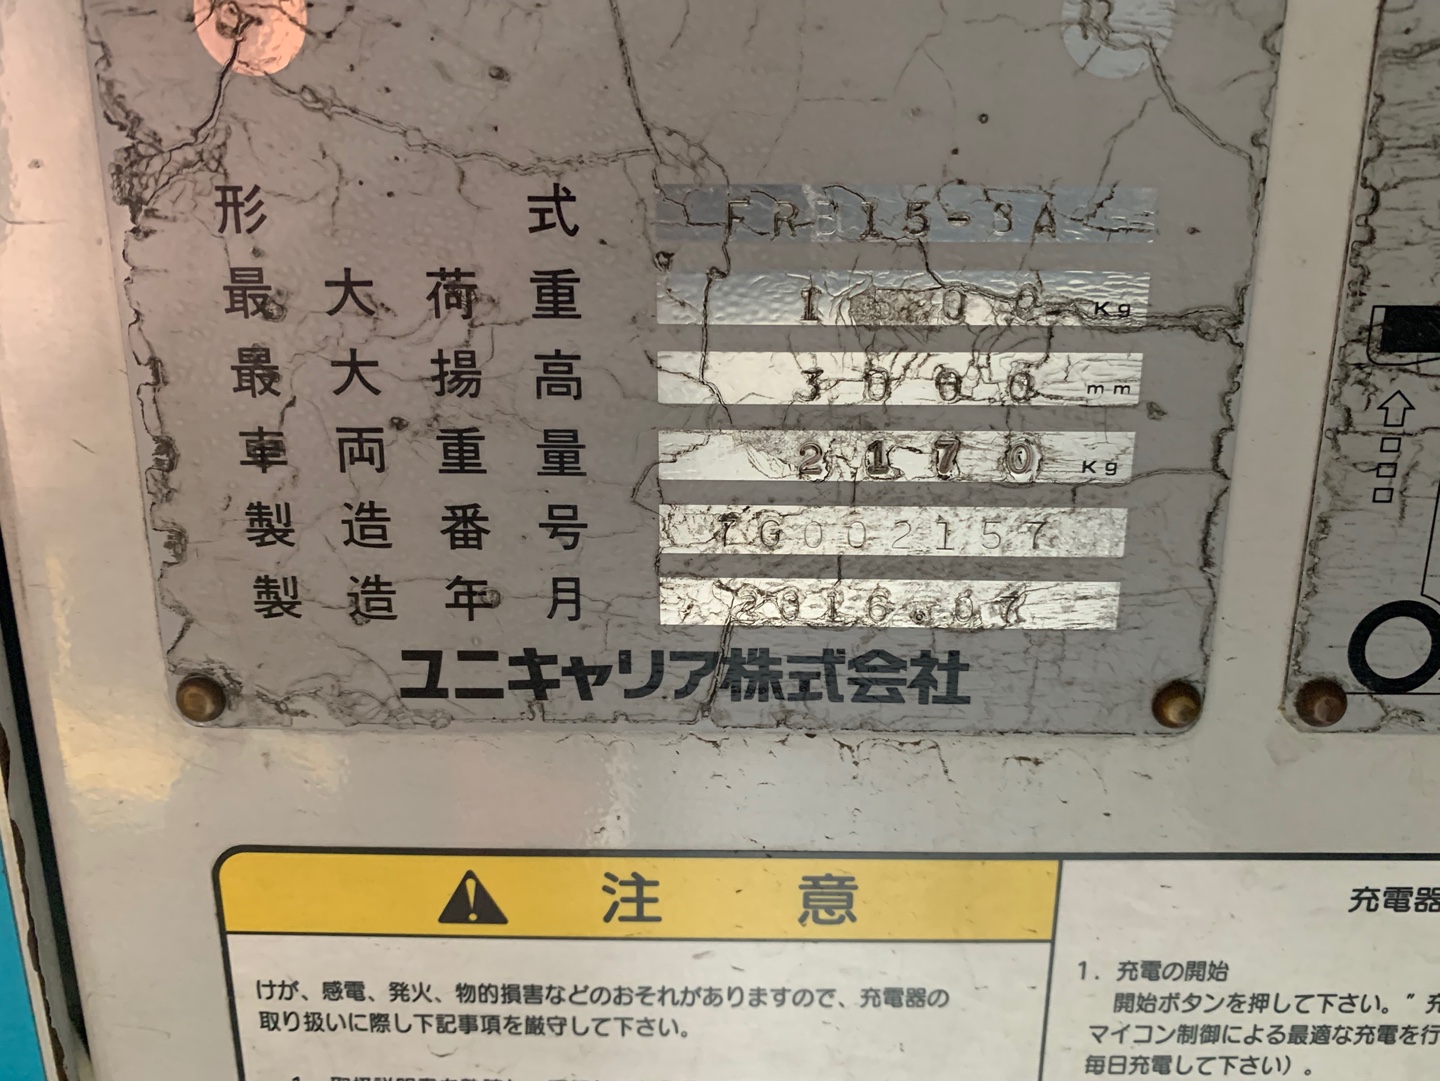 形式 FRB15-8A
最大荷重 Kg
最大揚高 3000 mm
車両重量 2170 Kg
製造番号 7G002157
製造年月 2016.07
ユニキャリア株式会社
注意
けが、感電、発火、物的損害などのおそれがありますので、充電器の
取り扱いに際し下記事項を厳守して下さい。
充電器
1. 充電の開始
開始ボタンを押して下さい。”充
マイコン制御による最適な充電を行
毎日充電して下さい）。